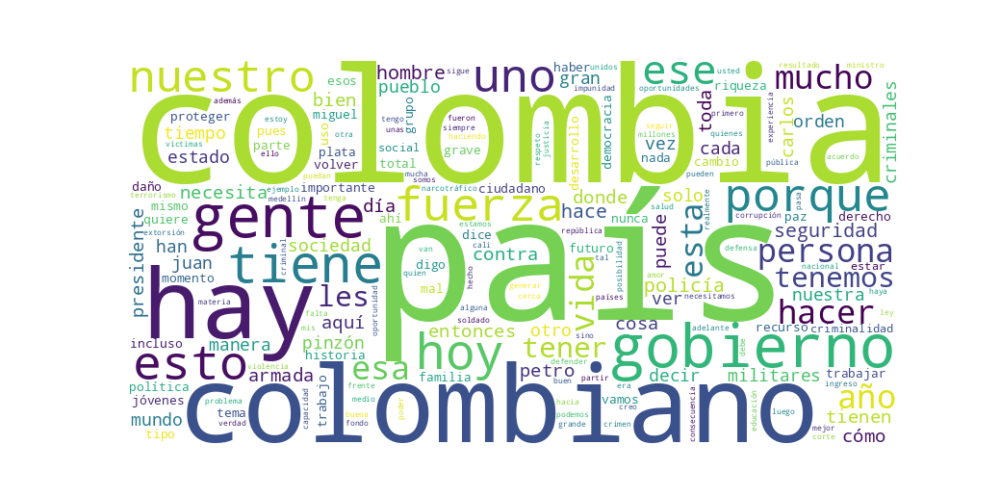 colombia
país
colombiano
hay
gente
gobierno
nuestro
uno
ese
mucho
porque
fuerza
tiene
esto
hoy
hacer
persona
tenemos
esta
vida
esa
tener
año
hombre
pueblo
gran
haber
esos
bien
miguel
tiempo
pues
parte
estado
proteger
además
sigue
impunidad
unidos
oportunidades
usted
riqueza
resultado
ministro
criminales
carlos
experiencia
orden
toda
cada
vez
nada
cambio
primero
quienes
millones
seguir
pueden
acuerdo
pública
democracia
desarrollo
justicia
respeto
grave
social
total
grupo
uso
otra
estoy
ello
víctimas
puedan
plata
volver
tengo
unas
fueron
siempre
haciendo
mucha
somos
terrorismo
daño
necesita
ejemplo
importante
medellín
tenga
narcotráfico
ciudadano
donde
solo
salud
amor
realmente
corrupción
paz
pasa
derecho
mismo
quiere
extorsión
día
ahí
estamos
república
hace
nunca
puede
seguridad
defensa
presidente
han
juan
momento
sociedad
criminal
dice
cali
digo
contra
van
quien
mal
hecho
futuro
tal
posibilidad
policía
ver
necesitamos
nacional
estar
nuestra
haya
ley
materia
les
oportunidad
generar
cerca
países
alguna
soldado
sino
cosa
recurso
criminalidad
adelante
falta
mis
aquí
pinzón
historia
entonces
otro
defender
incluso
manera
violencia
armada
familia
petro
decir
debe
militares
trabajar
ingreso
política
jóvenes
problema
mundo
tema
verdad
tipo
capacidad
trabajo
frente
medio
buena
fondo
poder
buen
partir
era
creo
hacia
podemos
grande
crimen
vamos
consecuencia
educación
luego
tienen
mejor
corte
cómo